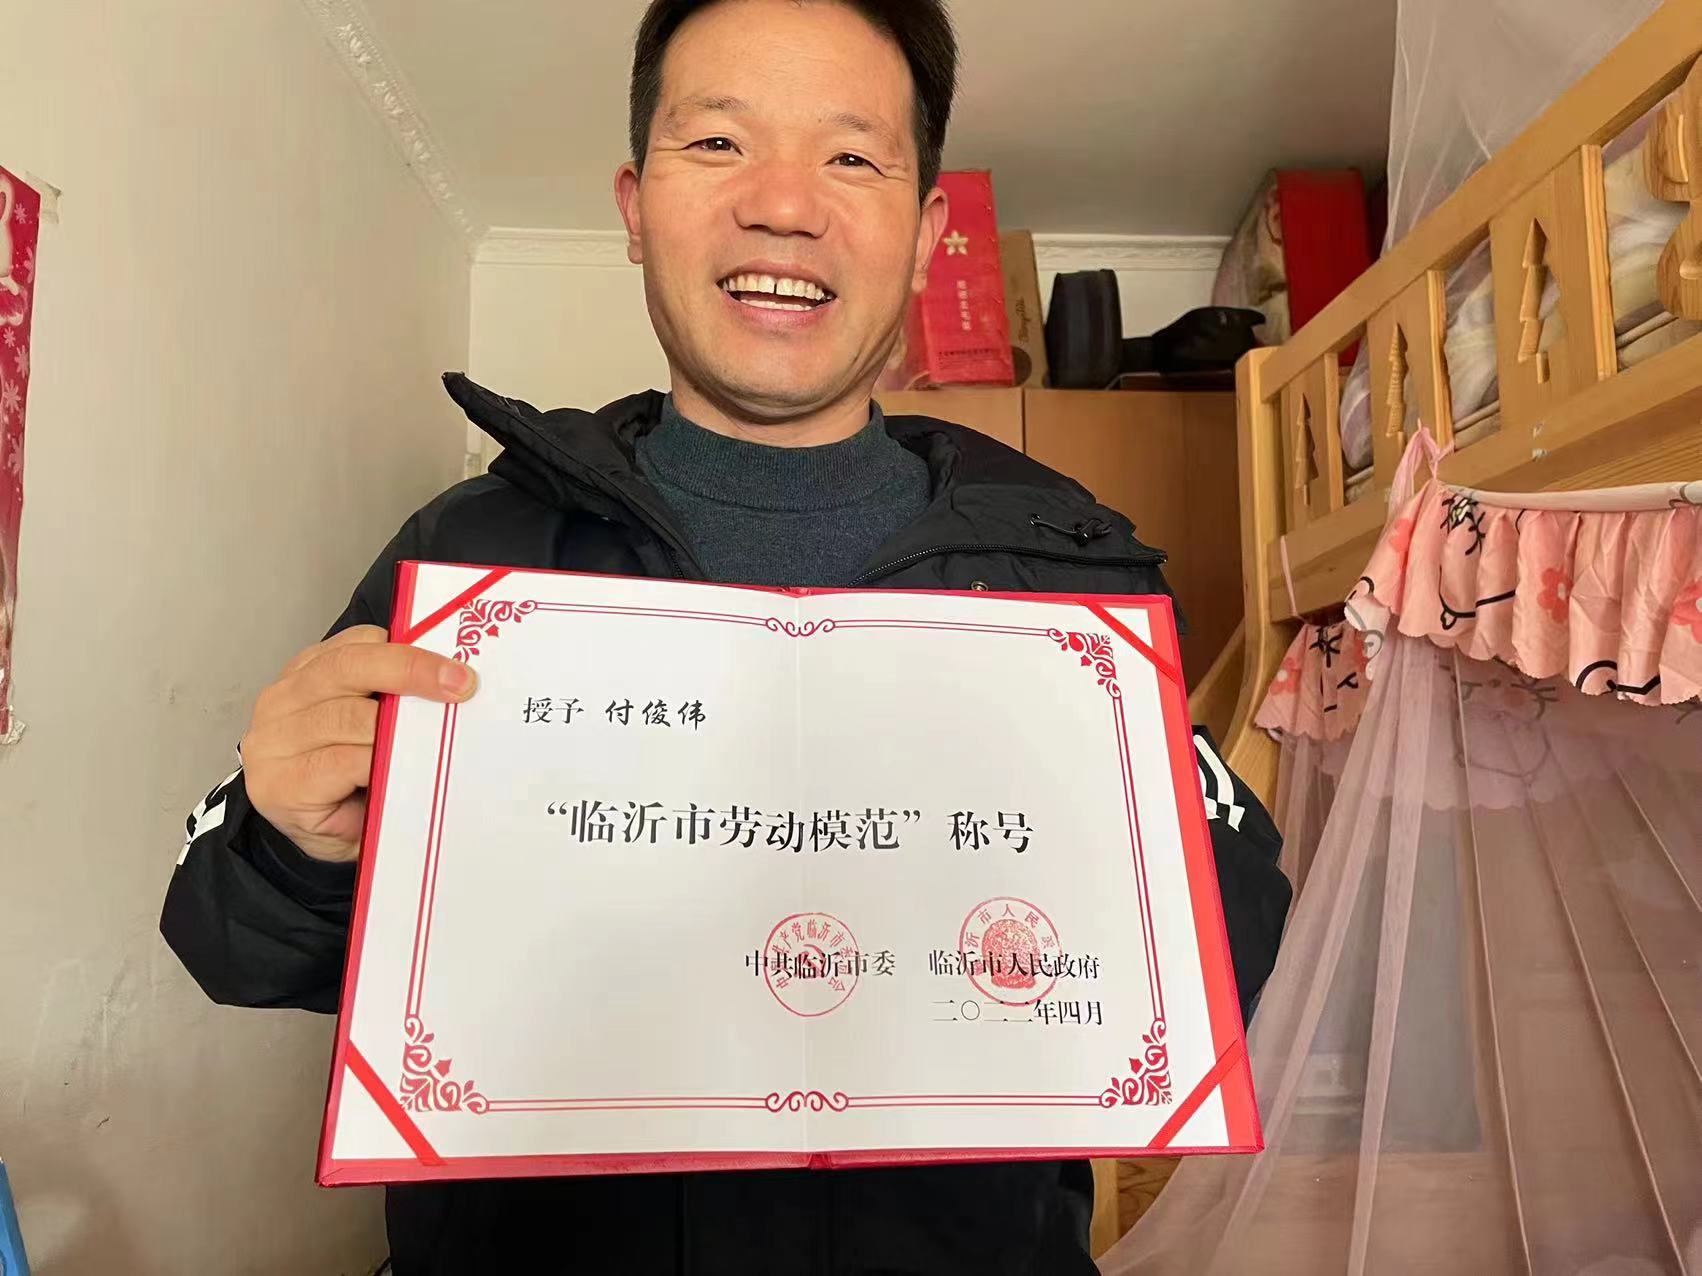 授予 付俊伟
“临沂市劳动模范”称号
中共临沂市委 临沂市人民政府
二〇二二年四月